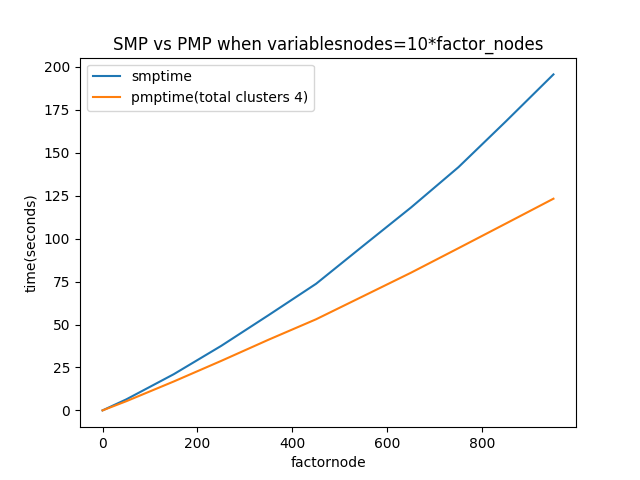 SMP vs PMP when variablesnodes=10*factor_nodes
smptime
pmptime(total clusters 4)
200
175
150
125
100
75
50
25
0
time(seconds)
0 200 400 600 800
factornode